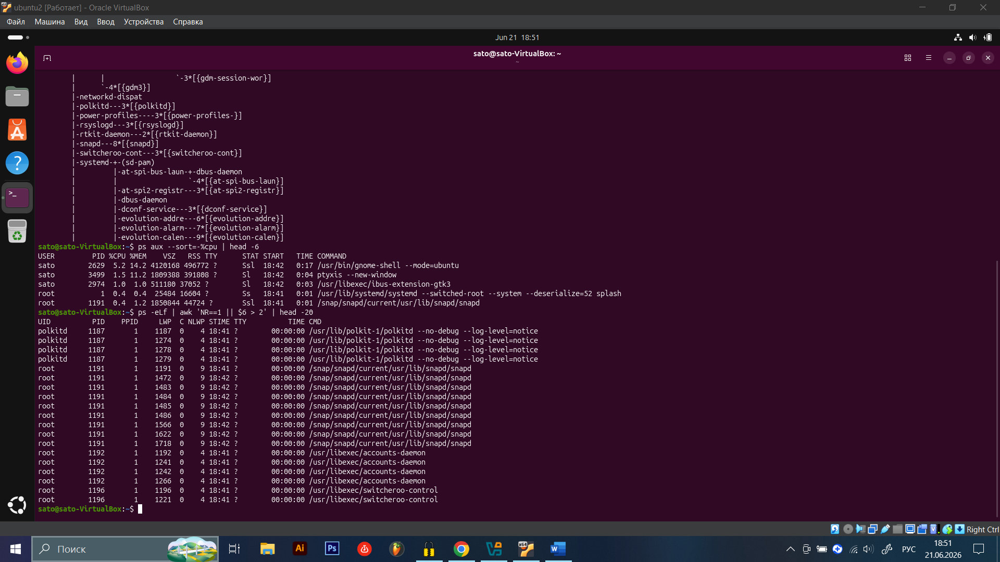 ubuntu2 [Работает] - Oracle VirtualBox
Файл Машина Вид Ввод Устройства Справка
Jun 21 18:51
sato@sato-VirtualBox: ~
~
|      |                 `-3*[{gdm-session-wor}]
|      `-4*[{gdm3}]
|-networkd-dispat
|-polkitd---3*[{polkitd}]
|-power-profiles----3*[{power-profiles-}]
|-rsyslogd---3*[{rsyslogd}]
|-rtkit-daemon---2*[{rtkit-daemon}]
|-snapd---8*[{snapd}]
|-switcheroo-cont---3*[{switcheroo-cont}]
|-systemd-+-(sd-pam)
|         |-at-spi-bus-laun-+-dbus-daemon
|         |                 `-4*[{at-spi-bus-laun}]
|         |-at-spi2-registr---3*[{at-spi2-registr}]
|         |-dbus-daemon
|         |-dconf-service---3*[{dconf-service}]
|         |-evolution-addre---6*[{evolution-addre}]
|         |-evolution-alarm---7*[{evolution-alarm}]
|         |-evolution-calen---9*[{evolution-calen}]
sato@sato-VirtualBox:~$ ps aux --sort=-%cpu | head -6
USER         PID %CPU %MEM    VSZ   RSS TTY      STAT START   TIME COMMAND
sato        2629  5.2 14.2 4120168 496772 ?      Ssl  18:42   0:17 /usr/bin/gnome-shell --mode=ubuntu
sato        3499  1.5 11.2 1809388 391808 ?      Sl   18:42   0:04 ptyxis --new-window
sato        2974  1.0  1.0 511180 37052 ?        Sl   18:42   0:03 /usr/libexec/ibus-extension-gtk3
root           1  0.4  0.4  25484 16604 ?        Ss   18:41   0:01 /usr/lib/systemd/systemd --switched-root --system --deserialize=52 splash
root        1191  0.4  1.2 1850844 44724 ?       Ssl  18:41   0:01 /snap/snapd/current/usr/lib/snapd/snapd
sato@sato-VirtualBox:~$ ps -eLf | awk 'NR==1 || $6 > 2' | head -20
UID         PID    PPID     LWP  C NLWP STIME TTY          TIME CMD
polkitd    1187       1    1187  0    4 18:41 ?        00:00:00 /usr/lib/polkit-1/polkitd --no-debug --log-level=notice
polkitd    1187       1    1274  0    4 18:41 ?        00:00:00 /usr/lib/polkit-1/polkitd --no-debug --log-level=notice
polkitd    1187       1    1278  0    4 18:41 ?        00:00:00 /usr/lib/polkit-1/polkitd --no-debug --log-level=notice
polkitd    1187       1    1279  0    4 18:41 ?        00:00:00 /usr/lib/polkit-1/polkitd --no-debug --log-level=notice
root       1191       1    1191  0    9 18:41 ?        00:00:00 /snap/snapd/current/usr/lib/snapd/snapd
root       1191       1    1472  0    9 18:42 ?        00:00:00 /snap/snapd/current/usr/lib/snapd/snapd
root       1191       1    1483  0    9 18:42 ?        00:00:00 /snap/snapd/current/usr/lib/snapd/snapd
root       1191       1    1484  0    9 18:42 ?        00:00:00 /snap/snapd/current/usr/lib/snapd/snapd
root       1191       1    1485  0    9 18:42 ?        00:00:00 /snap/snapd/current/usr/lib/snapd/snapd
root       1191       1    1486  0    9 18:42 ?        00:00:00 /snap/snapd/current/usr/lib/snapd/snapd
root       1191       1    1566  0    9 18:42 ?        00:00:00 /snap/snapd/current/usr/lib/snapd/snapd
root       1191       1    1622  0    9 18:42 ?        00:00:00 /snap/snapd/current/usr/lib/snapd/snapd
root       1191       1    1718  0    9 18:42 ?        00:00:00 /snap/snapd/current/usr/lib/snapd/snapd
root       1192       1    1192  0    4 18:41 ?        00:00:00 /usr/libexec/accounts-daemon
root       1192       1    1241  0    4 18:41 ?        00:00:00 /usr/libexec/accounts-daemon
root       1192       1    1242  0    4 18:41 ?        00:00:00 /usr/libexec/accounts-daemon
root       1192       1    1266  0    4 18:41 ?        00:00:00 /usr/libexec/accounts-daemon
root       1196       1    1196  0    4 18:41 ?        00:00:00 /usr/libexec/switcheroo-control
root       1196       1    1221  0    4 18:41 ?        00:00:00 /usr/libexec/switcheroo-control
sato@sato-VirtualBox:~$
Right Ctrl
Поиск
Ai
Ps
РУС
18:51
21.06.2026